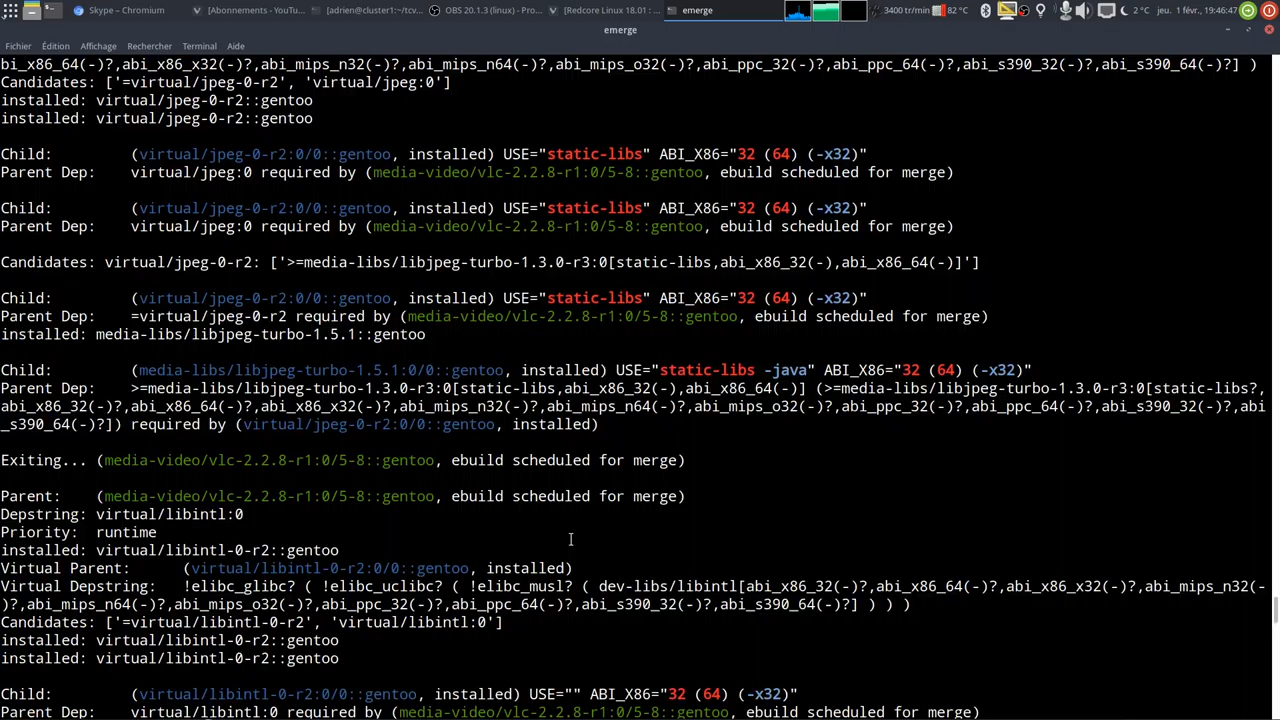 Skype – Chromium
[Abonnements - YouTu...
[adrien@cluster1:~/tcv...
OBS 20.1.3 (linux) - Pro...
[Redcore Linux 18.01 : ...
emerge
3400 tr/min
82 °C
2 °C
jeu. 1 févr., 19:46:47
emerge
Fichier Édition Affichage Rechercher Terminal Aide
bi_x86_64(-)?,abi_x86_x32(-)?,abi_mips_n32(-)?,abi_mips_n64(-)?,abi_mips_o32(-)?,abi_ppc_32(-)?,abi_ppc_64(-)?,abi_s390_32(-)?,abi_s390_64(-)?] )
Candidates: ['=virtual/jpeg-0-r2', 'virtual/jpeg:0']
installed: virtual/jpeg-0-r2::gentoo
installed: virtual/jpeg-0-r2::gentoo
Child: (virtual/jpeg-0-r2:0/0::gentoo, installed) USE="static-libs" ABI_X86="32 (64) (-x32)"
Parent Dep: virtual/jpeg:0 required by (media-video/vlc-2.2.8-r1:0/5-8::gentoo, ebuild scheduled for merge)
Child: (virtual/jpeg-0-r2:0/0::gentoo, installed) USE="static-libs" ABI_X86="32 (64) (-x32)"
Parent Dep: virtual/jpeg:0 required by (media-video/vlc-2.2.8-r1:0/5-8::gentoo, ebuild scheduled for merge)
Candidates: virtual/jpeg-0-r2: ['>=media-libs/libjpeg-turbo-1.3.0-r3:0[static-libs,abi_x86_32(-),abi_x86_64(-)]']
Child: (virtual/jpeg-0-r2:0/0::gentoo, installed) USE="static-libs" ABI_X86="32 (64) (-x32)"
Parent Dep: =virtual/jpeg-0-r2 required by (media-video/vlc-2.2.8-r1:0/5-8::gentoo, ebuild scheduled for merge)
installed: media-libs/libjpeg-turbo-1.5.1::gentoo
Child: (media-libs/libjpeg-turbo-1.5.1:0/0::gentoo, installed) USE="static-libs -java" ABI_X86="32 (64) (-x32)"
Parent Dep: >=media-libs/libjpeg-turbo-1.3.0-r3:0[static-libs,abi_x86_32(-),abi_x86_64(-)] (>=media-libs/libjpeg-turbo-1.3.0-r3:0[static-libs?,
abi_x86_32(-)?,abi_x86_64(-)?,abi_x86_x32(-)?,abi_mips_n32(-)?,abi_mips_n64(-)?,abi_mips_o32(-)?,abi_ppc_32(-)?,abi_ppc_64(-)?,abi_s390_32(-)?,abi
_s390_64(-)?]) required by (virtual/jpeg-0-r2:0/0::gentoo, installed)
Exiting... (media-video/vlc-2.2.8-r1:0/5-8::gentoo, ebuild scheduled for merge)
Parent: (media-video/vlc-2.2.8-r1:0/5-8::gentoo, ebuild scheduled for merge)
Depstring: virtual/libintl:0
Priority: runtime
installed: virtual/libintl-0-r2::gentoo
Virtual Parent: (virtual/libintl-0-r2:0/0::gentoo, installed)
Virtual Depstring: !elibc_glibc? ( !elibc_uclibc? ( !elibc_musl? ( dev-libs/libintl[abi_x86_32(-)?,abi_x86_64(-)?,abi_x86_x32(-)?,abi_mips_n32(-
)?,abi_mips_n64(-)?,abi_mips_o32(-)?,abi_ppc_32(-)?,abi_ppc_64(-)?,abi_s390_32(-)?,abi_s390_64(-)?] ) ) )
Candidates: ['=virtual/libintl-0-r2', 'virtual/libintl:0']
installed: virtual/libintl-0-r2::gentoo
installed: virtual/libintl-0-r2::gentoo
Child: (virtual/libintl-0-r2:0/0::gentoo, installed) USE="" ABI_X86="32 (64) (-x32)"
Parent Dep: virtual/libintl:0 required by (media-video/vlc-2.2.8-r1:0/5-8::gentoo, ebuild scheduled for merge)